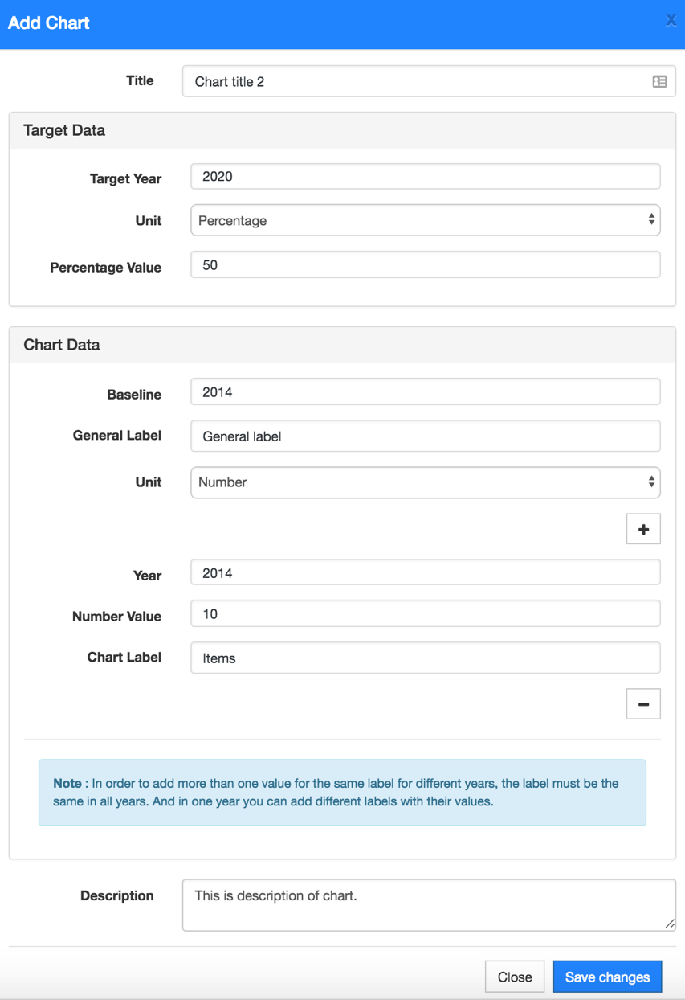 Add Chart
x
Title
Chart title 2
Target Data
Target Year
2020
Unit
Percentage
Percentage Value
50
Chart Data
Baseline
2014
General Label
General label
Unit
Number
+
Year
2014
Number Value
10
Chart Label
Items
-
Note : In order to add more than one value for the same label for different years, the label must be the
same in all years. And in one year you can add different labels with their values.
Description
This is description of chart.
Close
Save changes